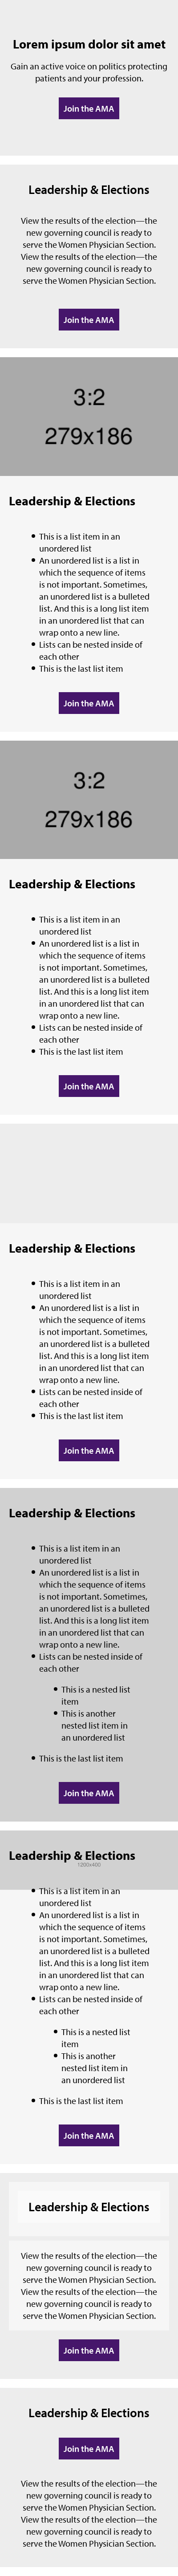 Lorem ipsum dolor sit amet
Gain an active voice on politics protecting
patients and your profession.
Join the AMA
Leadership & Elections
View the results of the election—the
new governing council is ready to
serve the Women Physician Section.
View the results of the election—the
new governing council is ready to
serve the Women Physician Section.
Join the AMA
3:2
279x186
Leadership & Elections
• This is a list item in an
unordered list
• An unordered list is a list in
which the sequence of items
is not important. Sometimes,
an unordered list is a bulleted
list. And this is a long list item
in an unordered list that can
wrap onto a new line.
• Lists can be nested inside of
each other
• This is the last list item
Join the AMA
3:2
279x186
Leadership & Elections
• This is a list item in an
unordered list
• An unordered list is a list in
which the sequence of items
is not important. Sometimes,
an unordered list is a bulleted
list. And this is a long list item
in an unordered list that can
wrap onto a new line.
• Lists can be nested inside of
each other
• This is the last list item
Join the AMA
Leadership & Elections
• This is a list item in an
unordered list
• An unordered list is a list in
which the sequence of items
is not important. Sometimes,
an unordered list is a bulleted
list. And this is a long list item
in an unordered list that can
wrap onto a new line.
• Lists can be nested inside of
each other
• This is the last list item
Join the AMA
Leadership & Elections
• This is a list item in an
unordered list
• An unordered list is a list in
which the sequence of items
is not important. Sometimes,
an unordered list is a bulleted
list. And this is a long list item
in an unordered list that can
wrap onto a new line.
• Lists can be nested inside of
each other
• This is a nested list
item
• This is another
nested list item in
an unordered list
• This is the last list item
Join the AMA
Leadership & Elections
1200x400
• This is a list item in an
unordered list
• An unordered list is a list in
which the sequence of items
is not important. Sometimes,
an unordered list is a bulleted
list. And this is a long list item
in an unordered list that can
wrap onto a new line.
• Lists can be nested inside of
each other
• This is a nested list
item
• This is another
nested list item in
an unordered list
• This is the last list item
Join the AMA
Leadership & Elections
View the results of the election—the
new governing council is ready to
serve the Women Physician Section.
View the results of the election—the
new governing council is ready to
serve the Women Physician Section.
Join the AMA
Leadership & Elections
Join the AMA
View the results of the election—the
new governing council is ready to
serve the Women Physician Section.
View the results of the election—the
new governing council is ready to
serve the Women Physician Section.